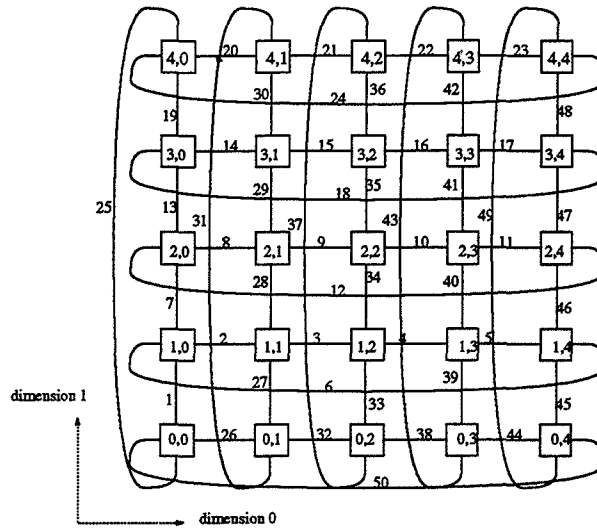 20 21 22 23
4,0 4,1 4,2 4,3 4,4
30 24 36 42
19 48
14 15 16 17
3,0 3,1 3,2 3,3 3,4
29 18 35 41
25 13 31 37 43 49 47
8 9 10 11
2,0 2,1 2,2 2,3 2,4
28 12 34 40
7 46
2 3 4 5
1,0 1,1 1,2 1,3 1,4
27 6 39
1 33 45
dimension 1
26 32 38 44
0,0 0,1 0,2 0,3 0,4
50
dimension 0